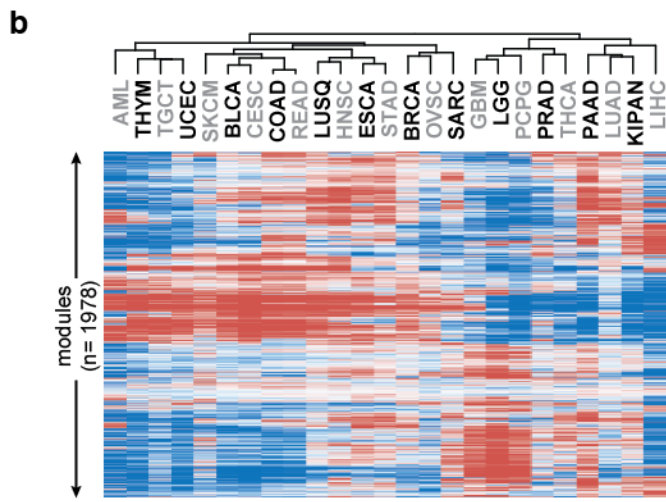 b
AML
THYM
TGCT
UCEC
SKCM
BLCA
CESC
COAD
READ
LUSQ
HNSC
ESCA
STAD
BRCA
OVSC
SARC
GBM
LGG
PCPG
PRAD
THCA
PAAD
LUAD
KIPAN
LIHC
modules
(n= 1978)